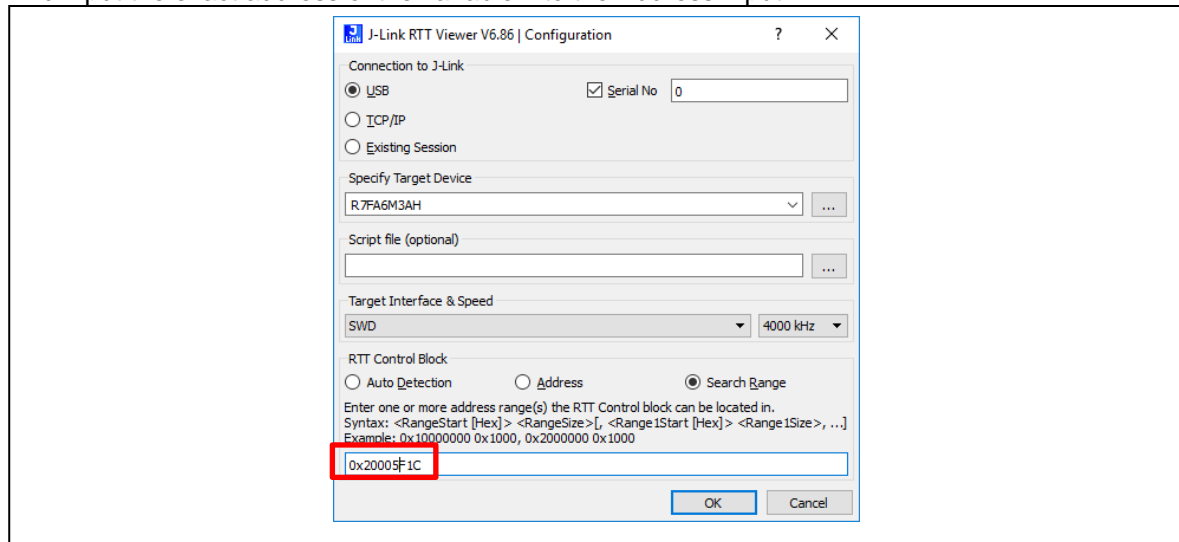 J-Link RTT Viewer V6.86 | Configuration ? ×
Connection to J-Link
USB Serial No 0
TCP/IP
Existing Session
Specify Target Device
R7FA6M3AH ...
Script file (optional)
...
Target Interface & Speed
SWD 4000 kHz
RTT Control Block
Auto Detection Address Search Range
Enter one or more address range(s) the RTT Control block can be located in.
Syntax: <RangeStart [Hex]> <RangeSize>[, <Range1Start [Hex]> <Range1Size>, ...]
Example: 0x10000000 0x1000, 0x2000000 0x1000
0x20005F1C
OK Cancel